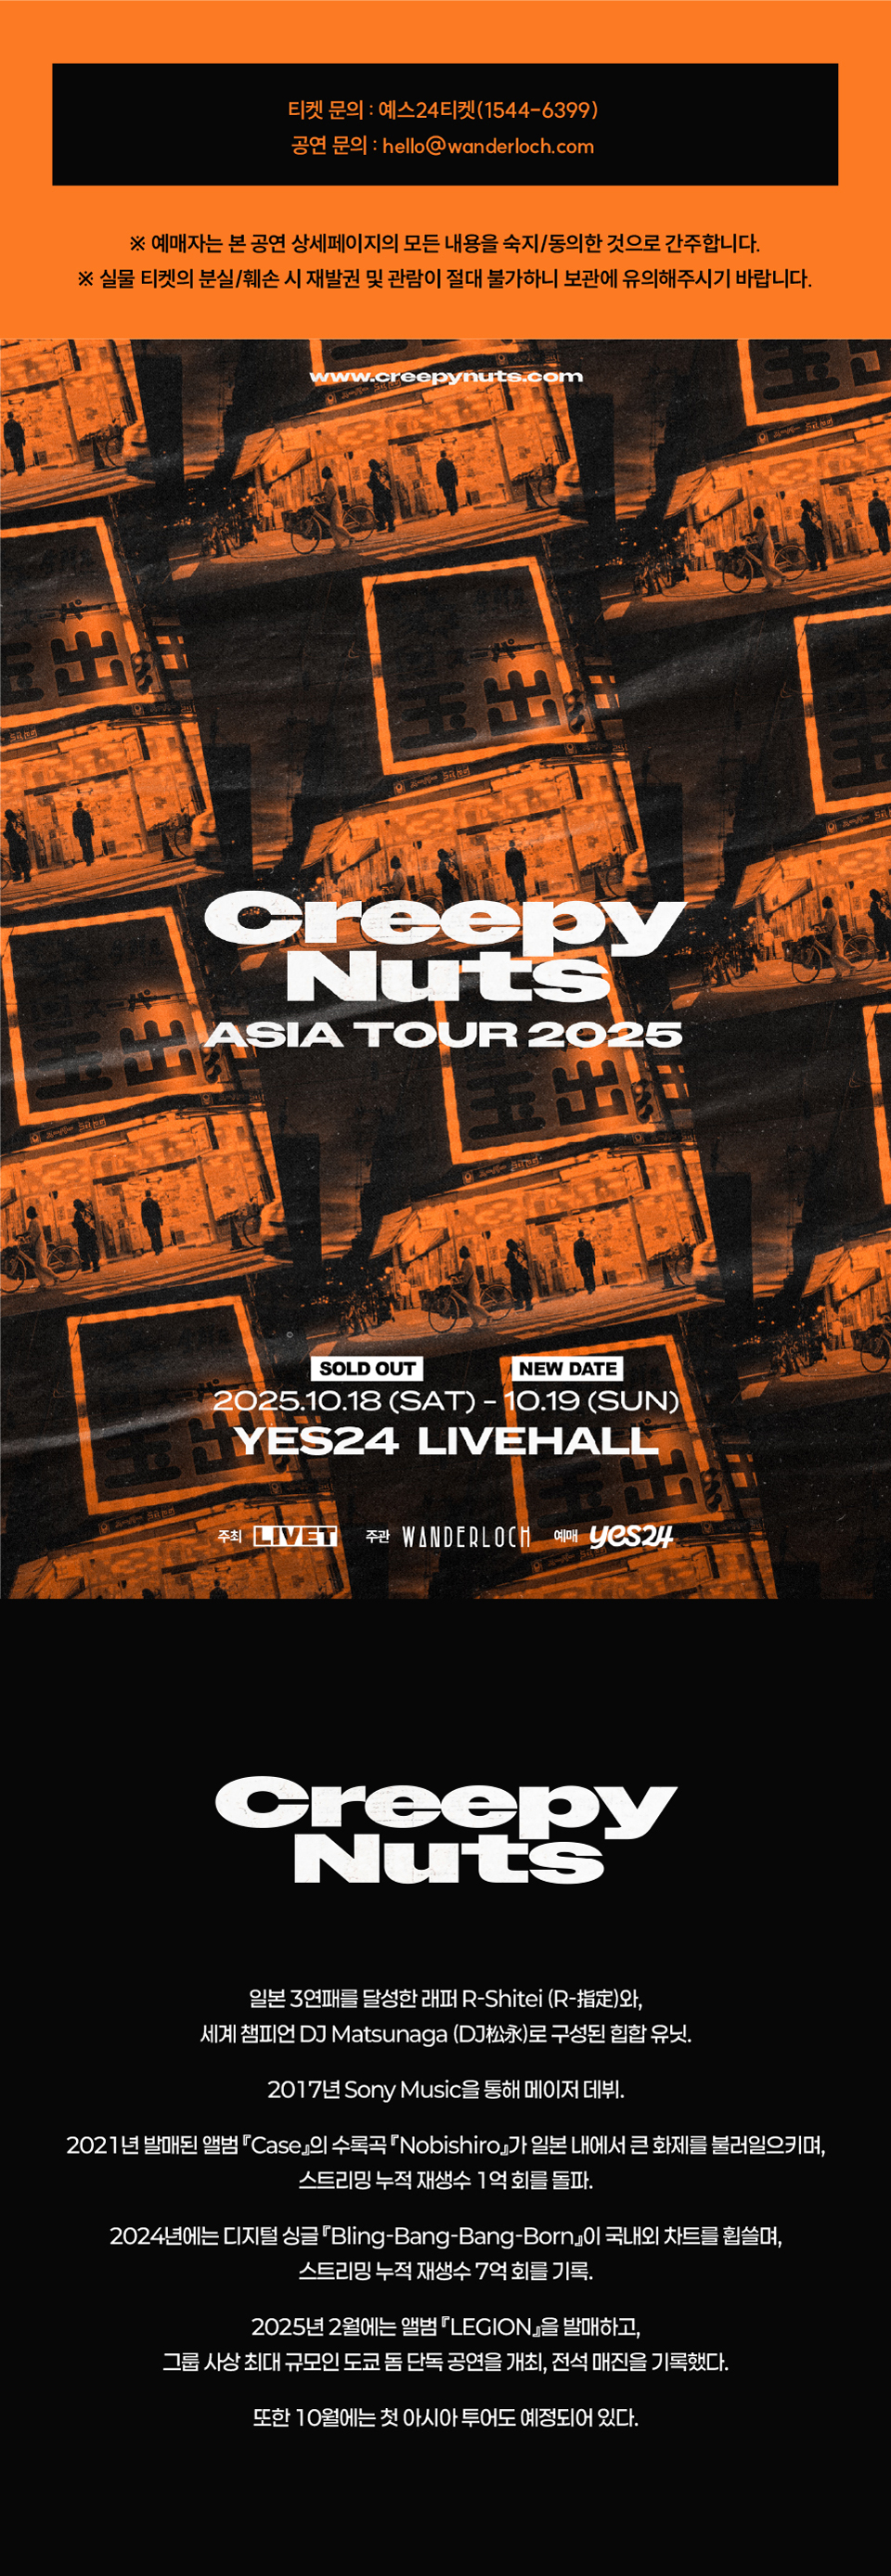 티켓 문의 : 예스24티켓(1544-6399)
공연 문의 : hello@wanderloch.com
※ 예매자는 본 공연 상세페이지의 모든 내용을 숙지/동의한 것으로 간주합니다.
※ 실물 티켓의 분실/훼손 시 재발권 및 관람이 절대 불가하니 보관에 유의해주시기 바랍니다.
www.creepynuts.com
Creepy
Nuts
ASIA TOUR 2025
SOLD OUT NEW DATE
2025.10.18 (SAT) - 10.19 (SUN)
YES24 LIVEHALL
주최 LIVET 주관 WANDERLOCH 예매 yes24
Creepy
Nuts
일본 3연패를 달성한 래퍼 R-Shitei (R-指定)와,
세계 챔피언 DJ Matsunaga (DJ松永)로 구성된 힙합 유닛.
2017년 Sony Music을 통해 메이저 데뷔.
2021년 발매된 앨범 『Case』의 수록곡 『Nobishiro』가 일본 내에서 큰 화제를 불러일으키며,
스트리밍 누적 재생수 1억 회를 돌파.
2024년에는 디지털 싱글 『Bling-Bang-Bang-Born』이 국내외 차트를 휩쓸며,
스트리밍 누적 재생수 7억 회를 기록.
2025년 2월에는 앨범 『LEGION』을 발매하고,
그룹 사상 최대 규모인 도쿄 돔 단독 공연을 개최, 전석 매진을 기록했다.
또한 10월에는 첫 아시아 투어도 예정되어 있다.